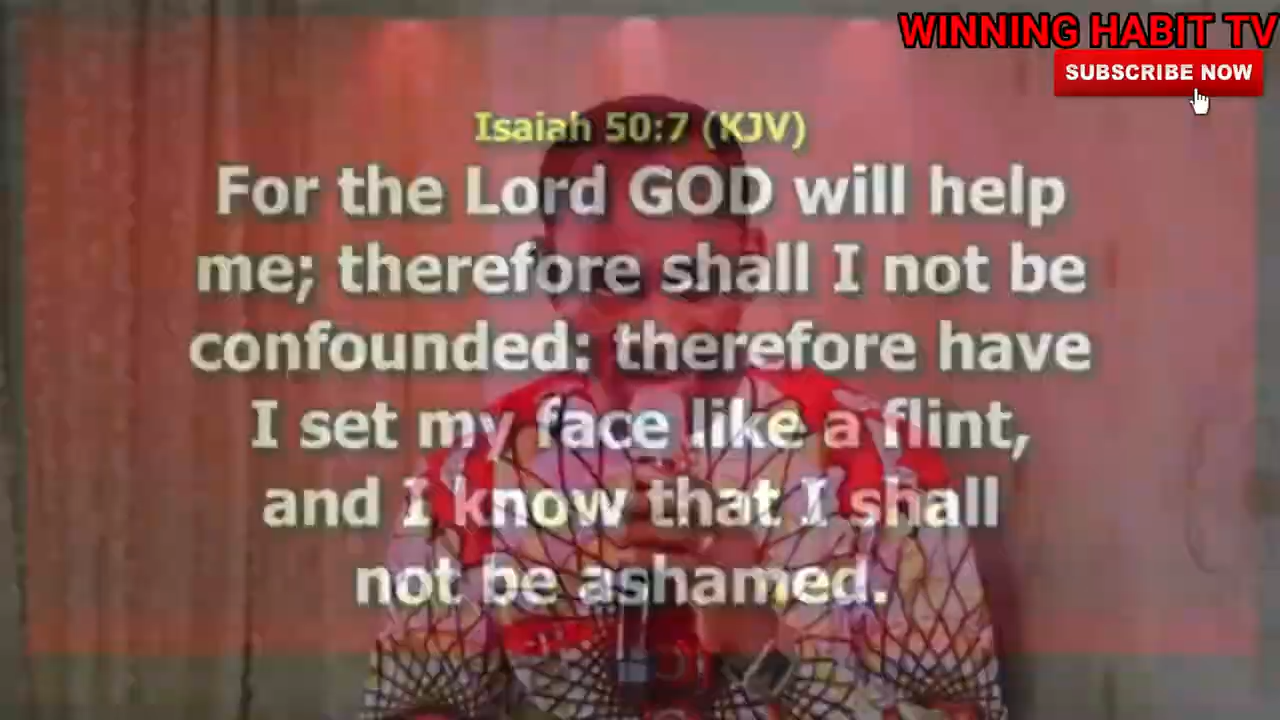 WINNING HABIT TV
SUBSCRIBE NOW
Isaiah 50:7 (KJV)
For the Lord GOD will help
me; therefore shall I not be
confounded: therefore have
I set my face like a flint,
and I know that I shall
not be ashamed.